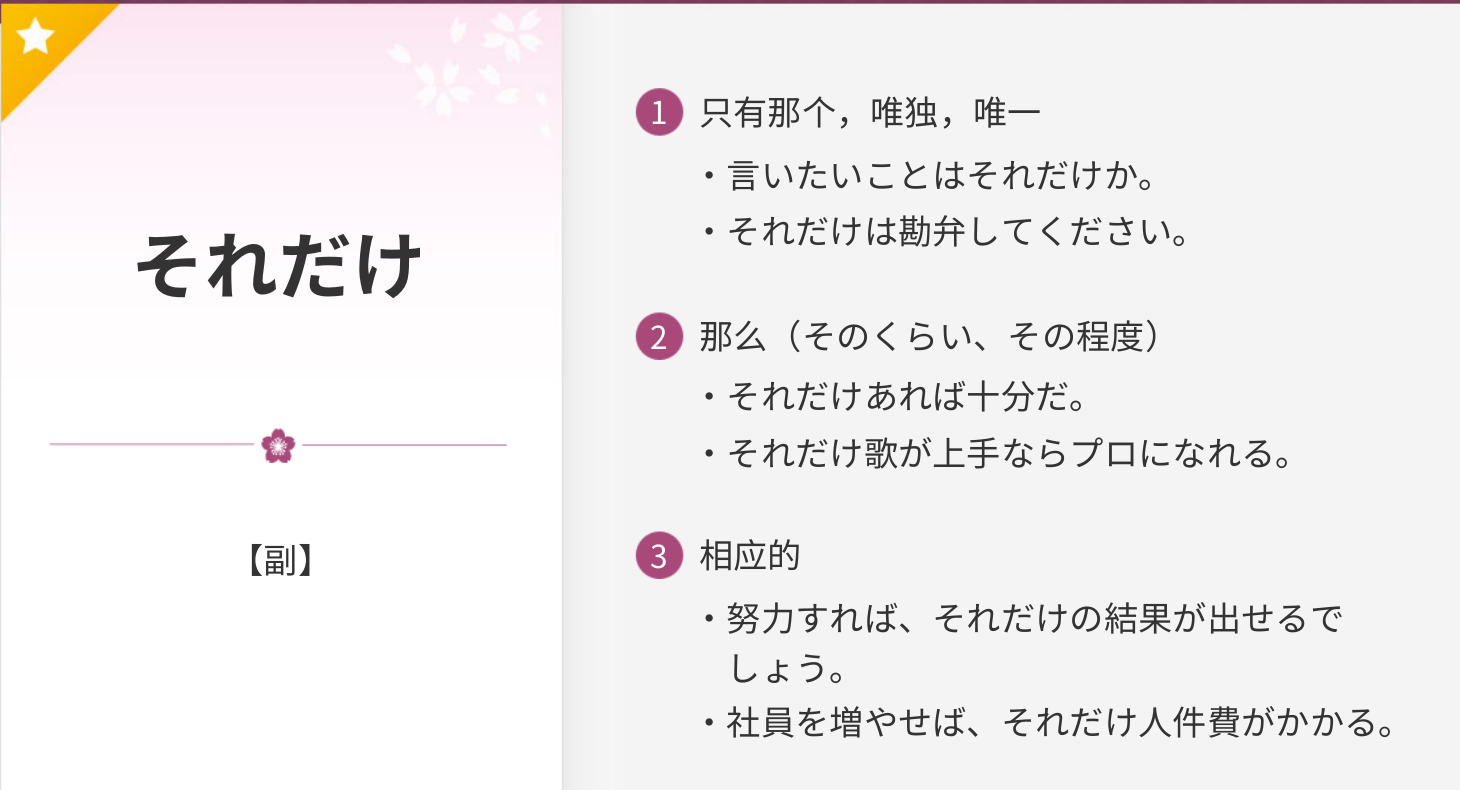 それだけ
【副】
1 只有那个，唯独，唯一
・言いたいことはそれだけか。
・それだけは勘弁してください。
2 那么（そのくらい、その程度）
・それだけあれば十分だ。
・それだけ歌が上手ならプロになれる。
3 相应的
・努力すれば、それだけの結果が出せるで
しょう。
・社員を増やせば、それだけ人件費がかかる。